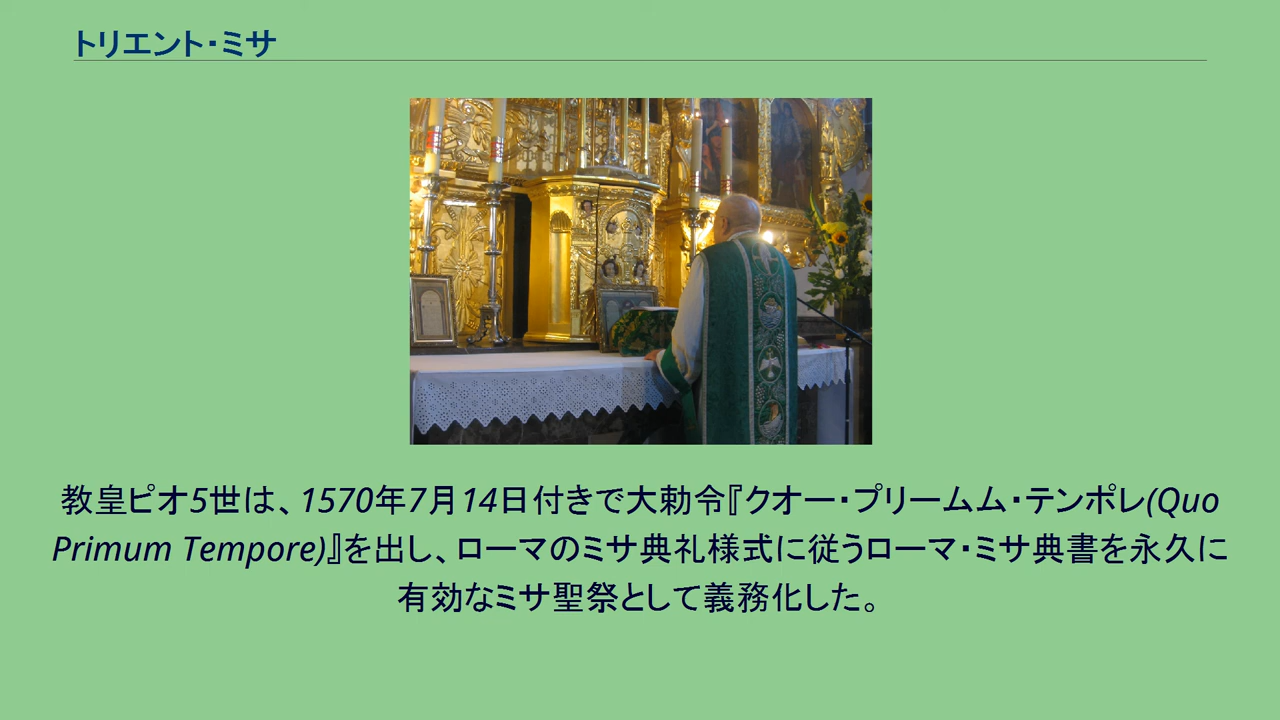 トリエント・ミサ
教皇ピオ5世は、1570年7月14日付きで大勅令『クオー・プリームム・テンポレ(Quo
Primum Tempore)』を出し、ローマのミサ典礼様式に従うローマ・ミサ典書を永久に
有効なミサ聖祭として義務化した。